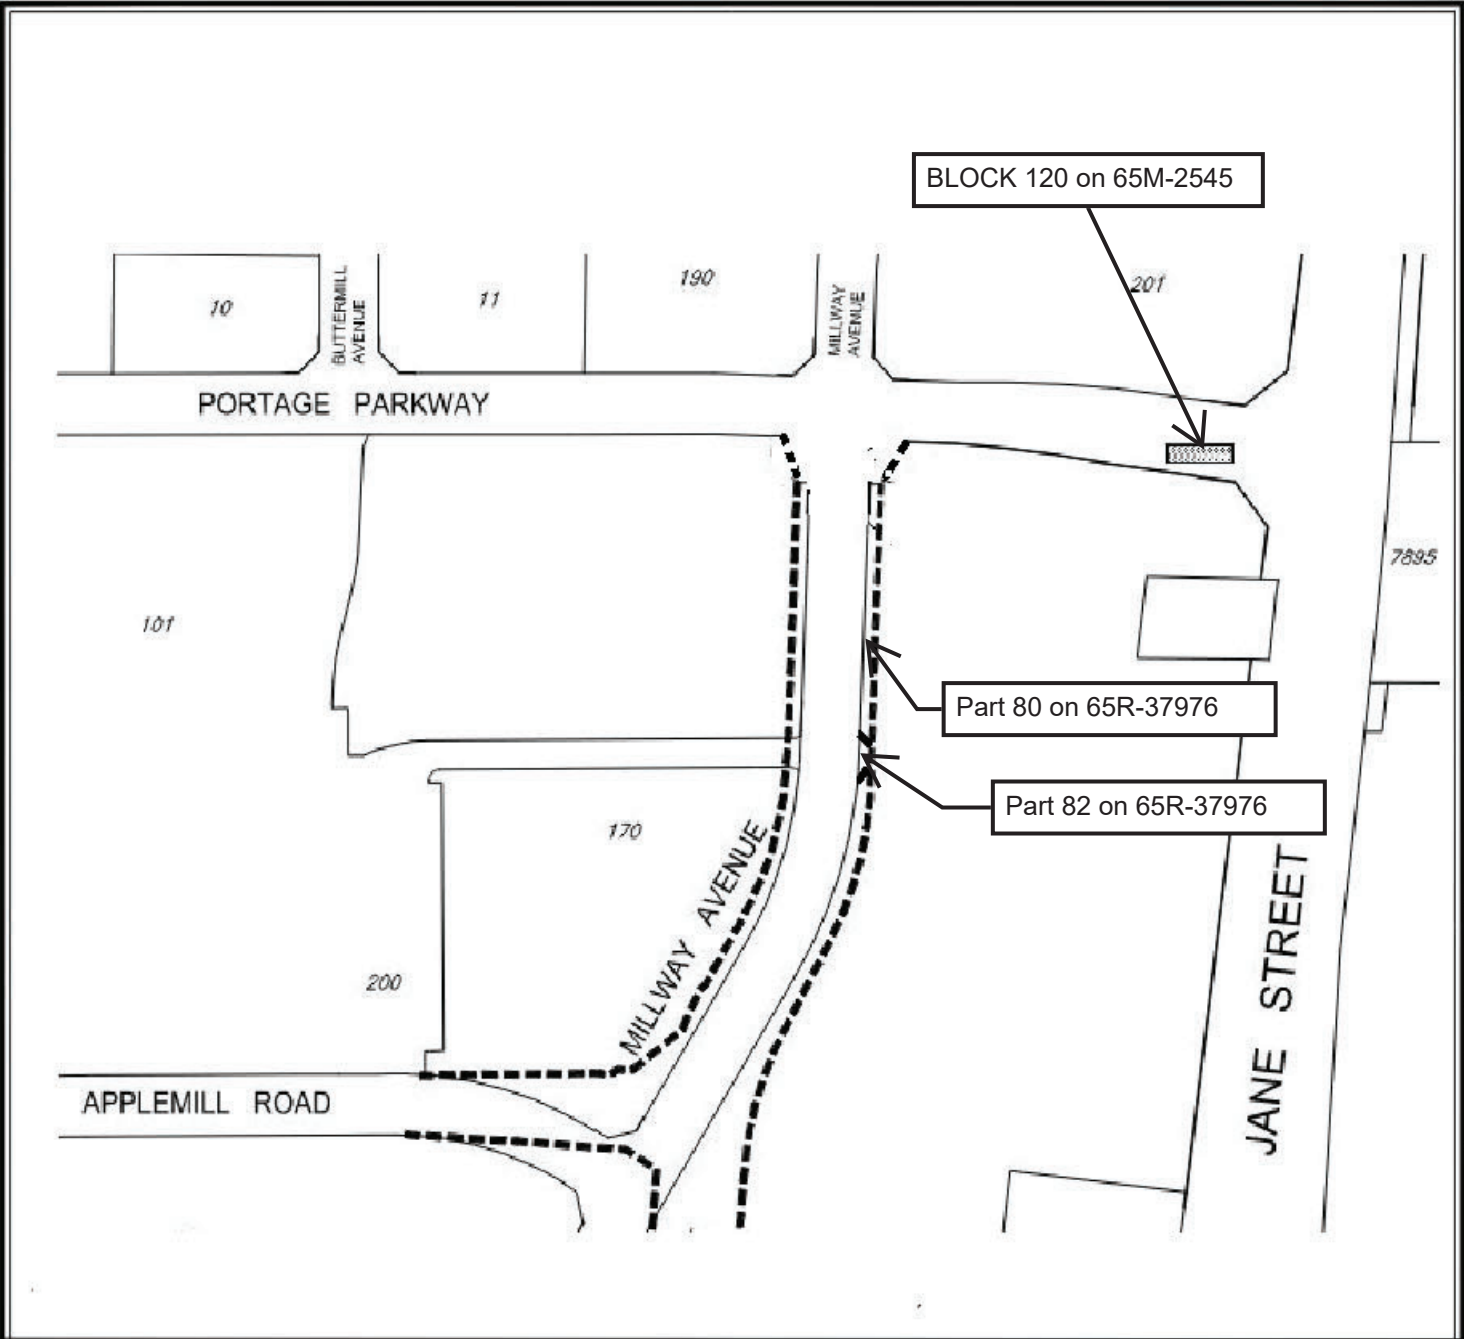 BLOCK 120 on 65M-2545
10
BUTTERMILL
AVENUE
11
190
MILLWAY
AVENUE
201
PORTAGE PARKWAY
7895
101
Part 80 on 65R-37976
Part 82 on 65R-37976
170
MILLWAY AVENUE
200
JANE STREET
APPLEMILL ROAD